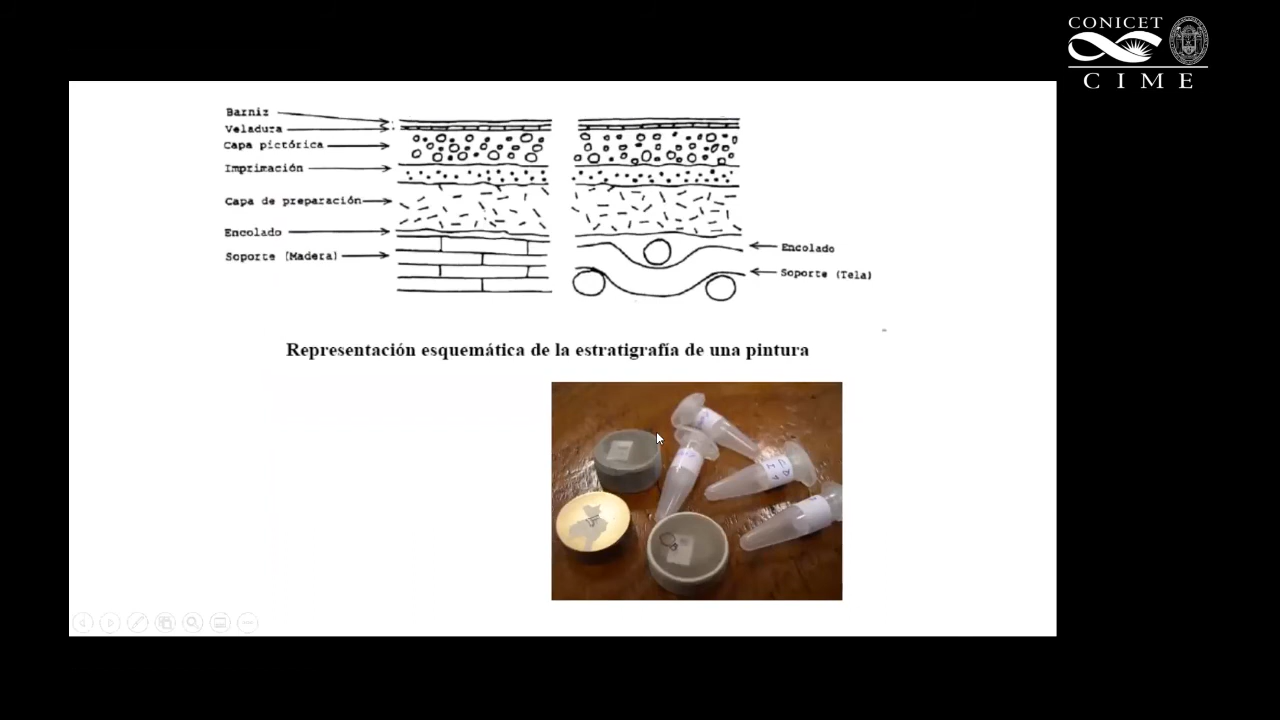 CONICET
CIME
Barniz
Veladura
Capa pictórica
Imprimación
Capa de preparación
Encolado
Soporte (Madera)
Encolado
Soporte (Tela)
Representación esquemática de la estratigrafía de una pintura